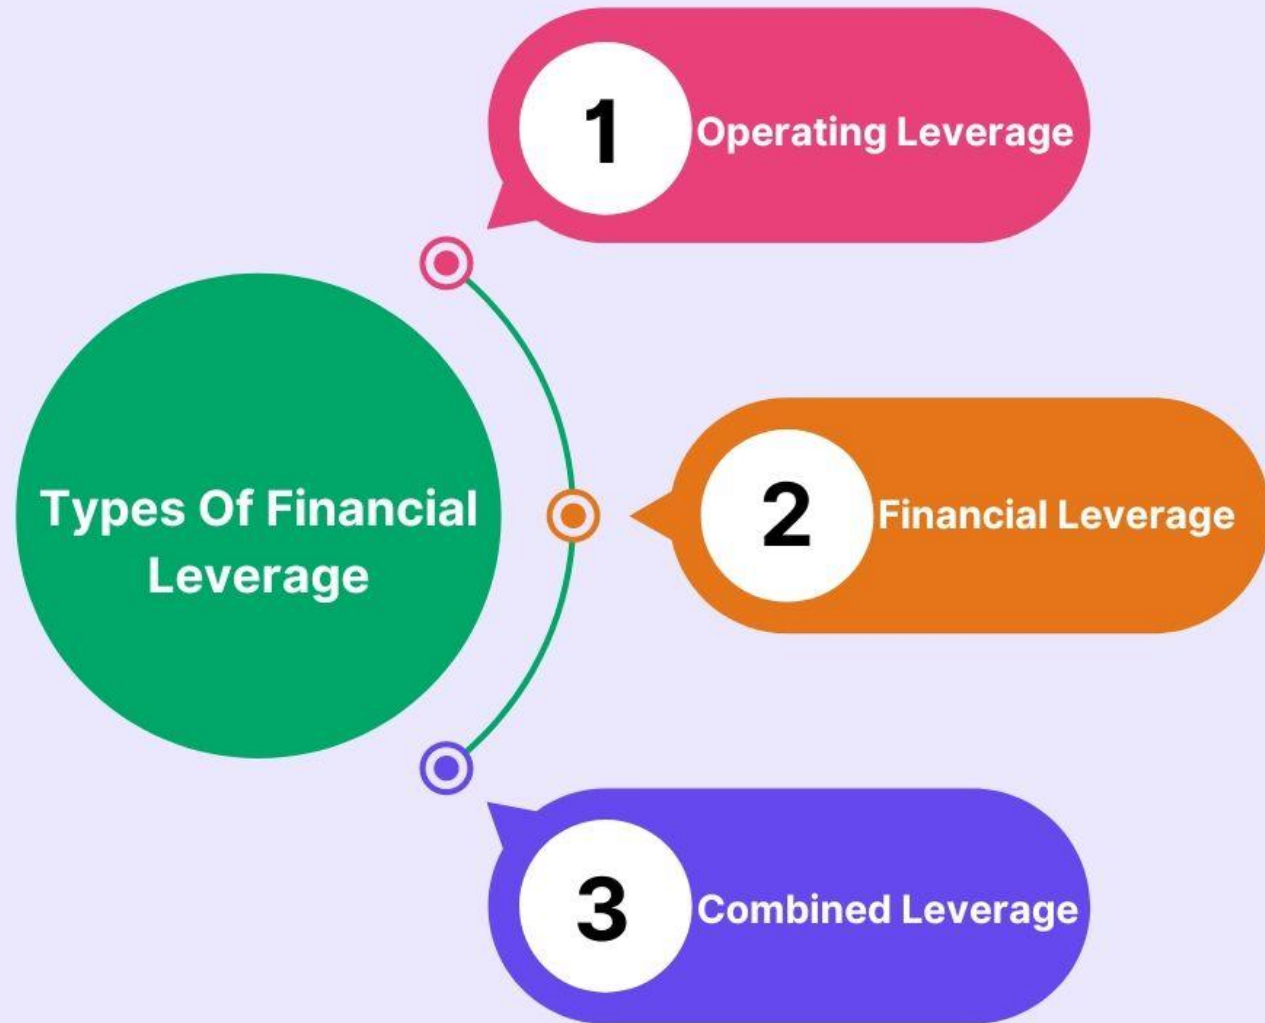 Types Of Financial
Leverage
1
Operating Leverage
2
Financial Leverage
3
Combined Leverage